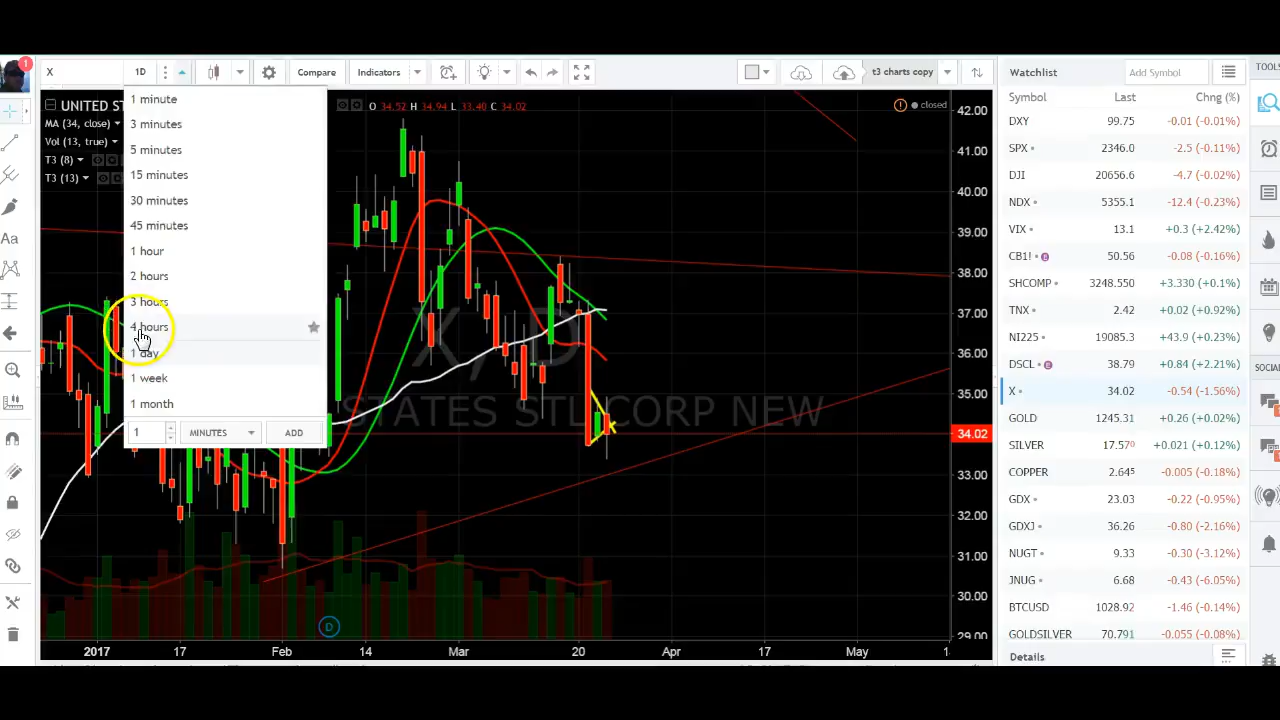 1
X
1D
Compare
Indicators
t3 charts copy
Watchlist
Add Symbol
TOOLS
UNITED ST
O 34.52 H 34.94 L 33.40 C 34.02
closed
MA (34, close)
Vol (13, true)
T3 (8)
T3 (13)
1 minute
3 minutes
5 minutes
15 minutes
30 minutes
45 minutes
1 hour
2 hours
3 hours
4 hours
1 day
1 week
1 month
1 MINUTES ADD
X, D
STATES STL CORP NEW
42.00
41.00
40.00
39.00
38.00
37.00
36.00
35.00
34.02
33.00
32.00
31.00
30.00
29.00
D
2017 17 Feb 14 Mar 20 Apr 17 May 1
Symbol Last Chng (%)
DXY 99.75 -0.01 (-0.01%)
SPX 2346.0 -2.5 (-0.11%)
DJI 20656.6 -4.7 (-0.02%)
NDX 5355.1 -12.4 (-0.23%)
VIX 13.1 +0.3 (+2.42%)
CB1! 50.56 -0.08 (-0.16%)
SHCOMP 3248.550 +3.330 (+0.1%)
TNX 2.42 +0.02 (+0.92%)
NI225 19085.3 +43.9 (+0.23%)
DSCL 38.79 +0.84 (+2.21%)
X 34.02 -0.54 (-1.56%)
GOLD 1245.31 +0.26 (+0.02%)
SILVER 17.570 +0.021 (+0.12%)
COPPER 2.645 -0.005 (-0.18%)
GDX 23.03 -0.22 (-0.95%)
GDXJ 36.26 -0.80 (-2.16%)
NUGT 9.33 -0.30 (-3.12%)
JNUG 6.68 -0.43 (-6.05%)
BTCUSD 1028.92 -1.46 (-0.14%)
GOLDSILVER 70.791 -0.055 (-0.08%)
Details
SOCIAL
Aa